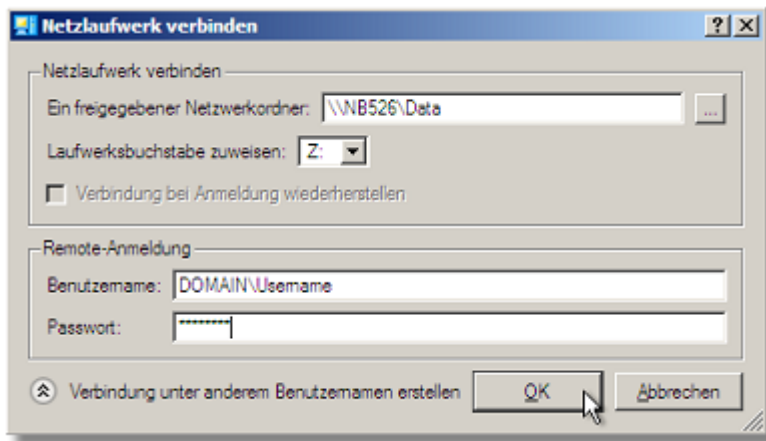 Netzlaufwerk verbinden
Netzlaufwerk verbinden
Ein freigegebener Netzwerkordner: \\NB526\Data ...
Laufwerksbuchstabe zuweisen: Z:
Verbindung bei Anmeldung wiederherstellen
Remote-Anmeldung
Benutzername: DOMAIN\Username
Passwort: ********
Verbindung unter anderem Benutzernamen erstellen OK Abbrechen